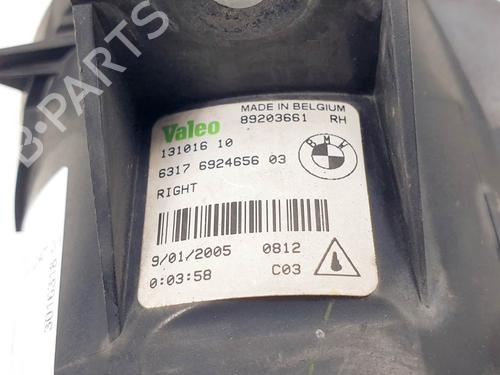 Valeo
MADE IN BELGIUM
89203661 RH
131016 10
6317 6924656 03
BMW
RIGHT
9/01/2005 0812
0:03:58 C03
B-PARTS